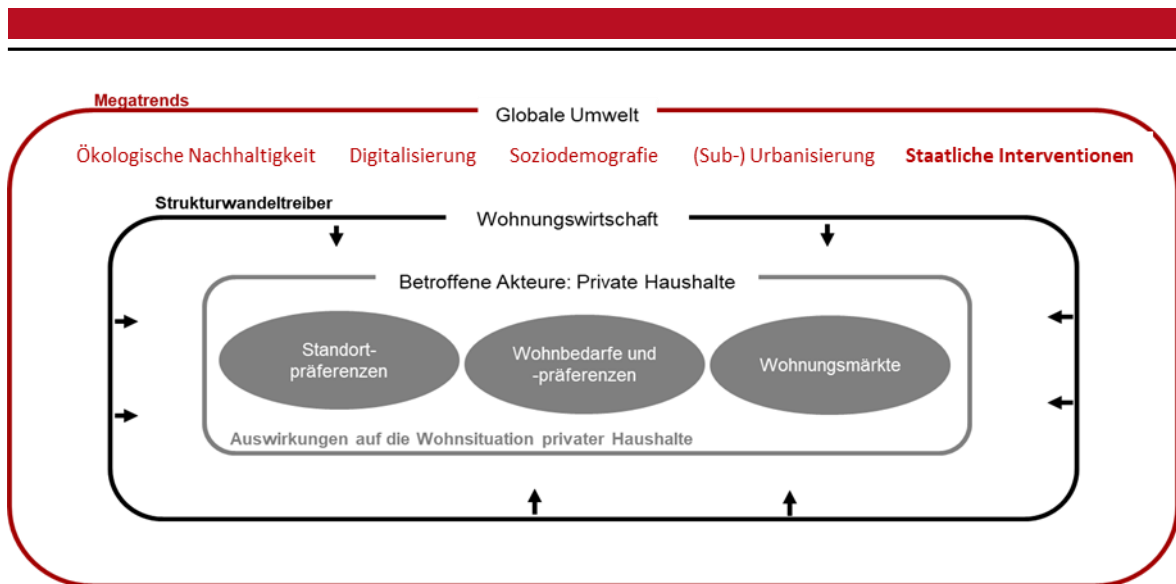 Megatrends
Globale Umwelt
Ökologische Nachhaltigkeit Digitalisierung Soziodemografie (Sub-) Urbanisierung Staatliche Interventionen
Strukturwandeltreiber
Wohnungswirtschaft
Betroffene Akteure: Private Haushalte
Standort-
präferenzen
Wohnbedarfe und
-präferenzen
Wohnungsmärkte
Auswirkungen auf die Wohnsituation privater Haushalte